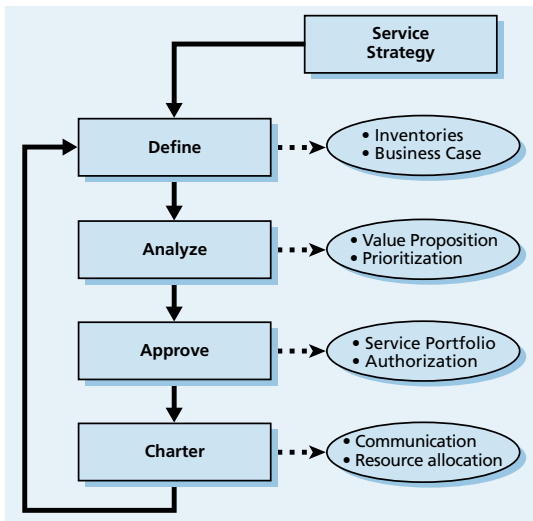 Service
Strategy
Define
• Inventories
• Business Case
Analyze
• Value Proposition
• Prioritization
Approve
• Service Portfolio
• Authorization
Charter
• Communication
• Resource allocation